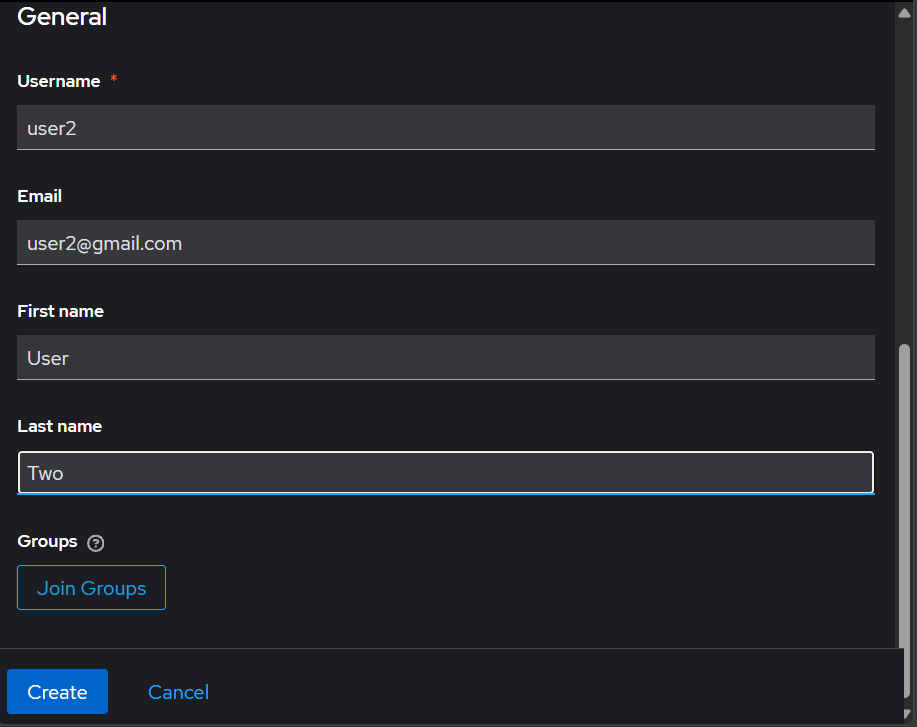 General
Username *
user2
Email
user2@gmail.com
First name
User
Last name
Two
Groups ?
Join Groups
Create Cancel